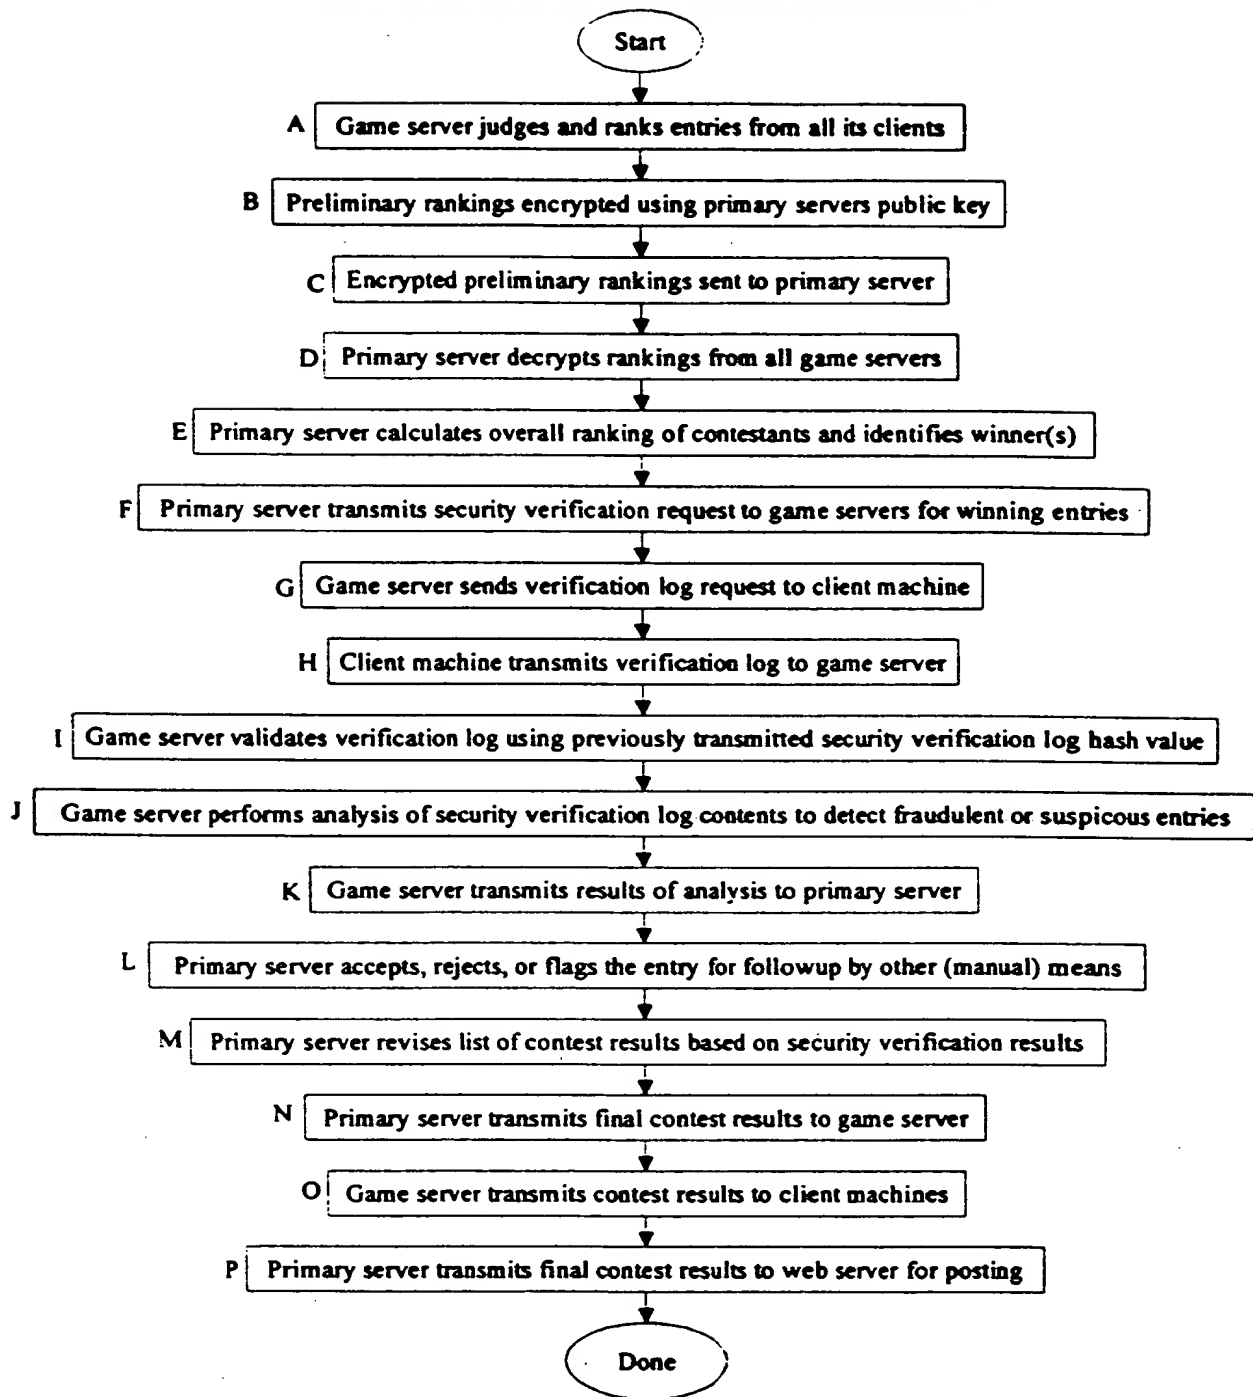 Start
A Game server judges and ranks entries from all its clients
B Preliminary rankings encrypted using primary servers public key
C Encrypted preliminary rankings sent to primary server
D Primary server decrypts rankings from all game servers
E Primary server calculates overall ranking of contestants and identifies winner(s)
F Primary server transmits security verification request to game servers for winning entries
G Game server sends verification log request to client machine
H Client machine transmits verification log to game server
I Game server validates verification log using previously transmitted security verification log hash value
J Game server performs analysis of security verification log contents to detect fraudulent or suspicous entries
K Game server transmits results of analysis to primary server
L Primary server accepts, rejects, or flags the entry for followup by other (manual) means
M Primary server revises list of contest results based on security verification results
N Primary server transmits final contest results to game server
O Game server transmits contest results to client machines
P Primary server transmits final contest results to web server for posting
Done